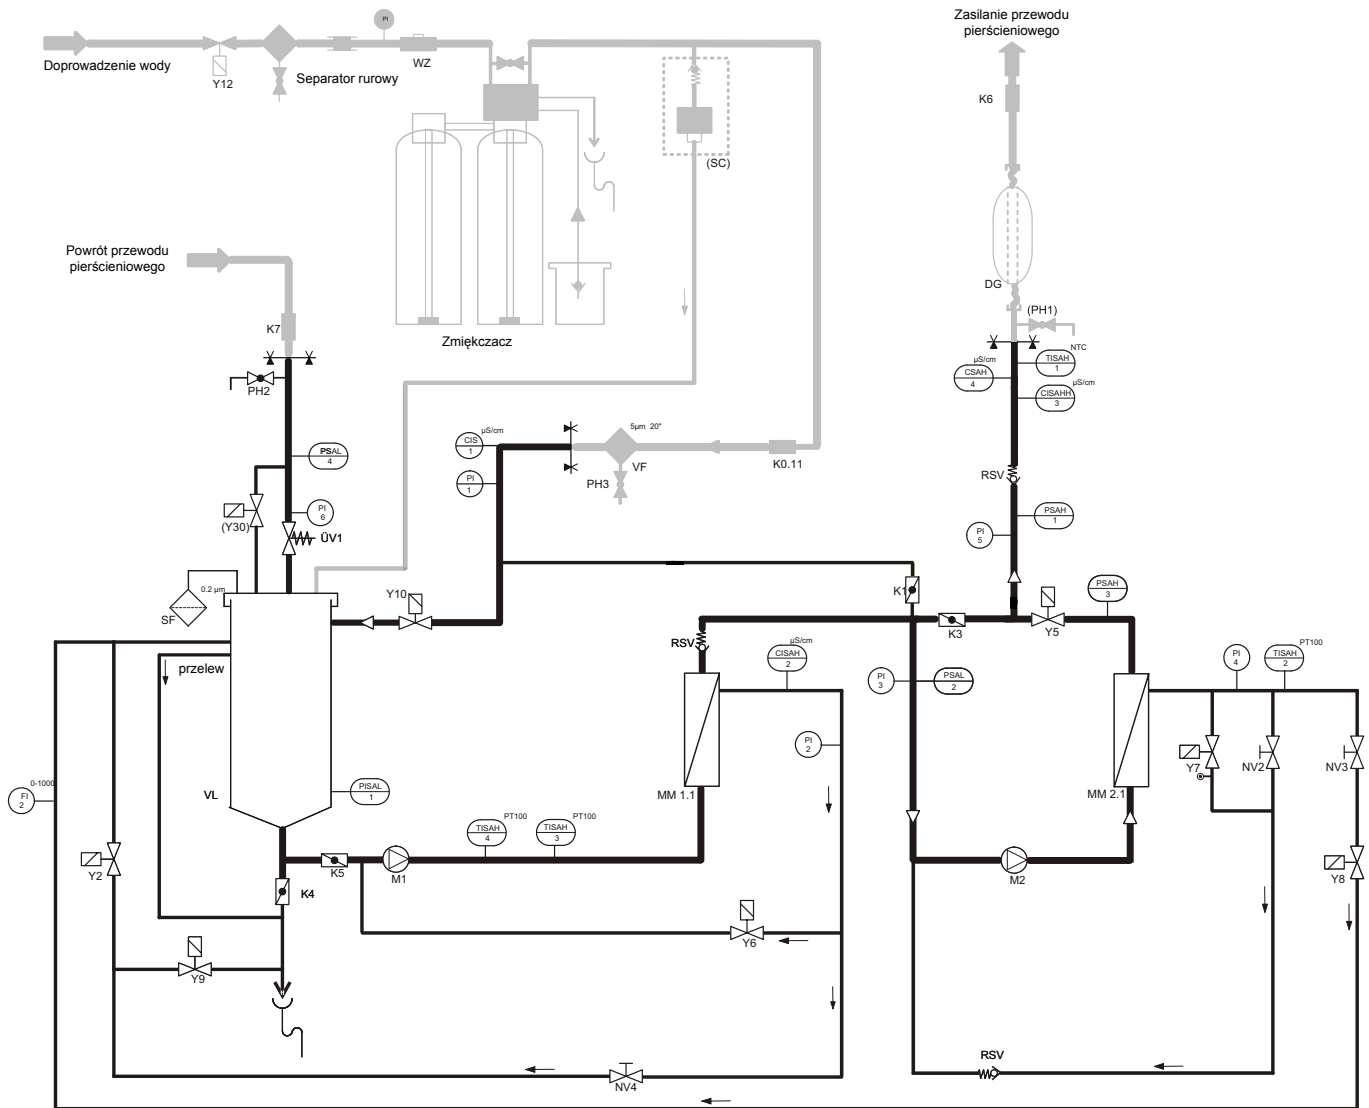 Zasilanie przewodu
pierścieniowego
PI
Doprowadzenie wody
Y12
Separator rurowy
WZ
K6
(SC)
Powrót przewodu
pierścieniowego
DG
(PH1)
K7
Zmiękczacz
NTC
µS/cm
TISAH
1
CSAH
4
PH2
µS/cm
CISAHH
3
µS/cm
CIS
1
5µm 20"
VF
K0.11
PSAL
4
PI
1
PH3
RSV
(Y30)
PI
6
ÜV1
PSAH
1
PI
5
0.2 µm
SF
Y10
K1
PSAH
3
K3
Y5
RSV
µS/cm
CISAH
2
PI
4
PT100
TISAH
2
przelew
PI
3
PSAL
2
PI
2
Y7
NV2
NV3
0-1000
FI
2
VL
PISAL
1
MM 1.1
MM 2.1
PT100
TISAH
4
PT100
TISAH
3
Y2
K5
M1
M2
Y8
K4
Y6
Y9
RSV
NV4